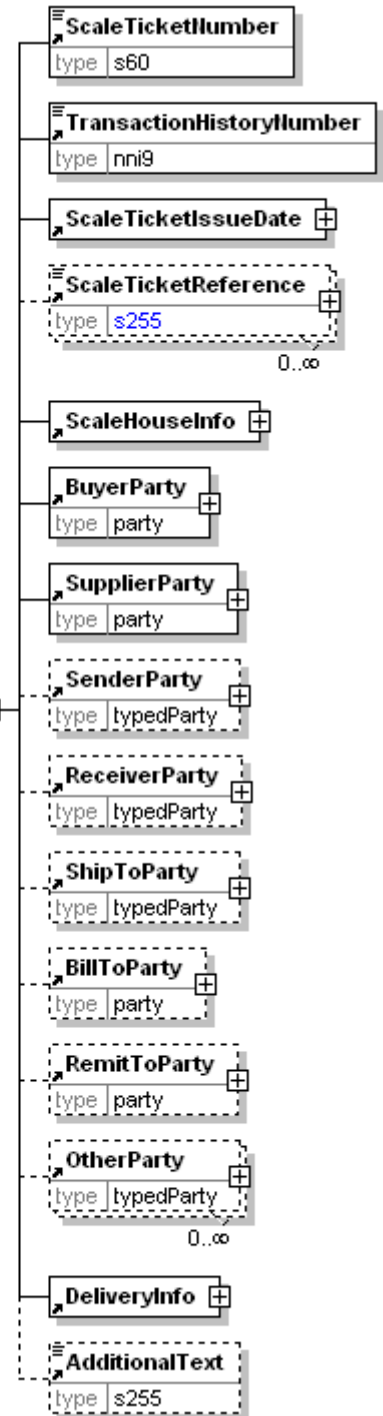 ScaleTicketNumber
type s60
TransactionHistoryNumber
type nni9
ScaleTicketIssueDate
ScaleTicketReference
type s255
0..∞
ScaleHouseInfo
BuyerParty
type party
SupplierParty
type party
SenderParty
type typedParty
ReceiverParty
type typedParty
ShipToParty
type typedParty
BillToParty
type party
RemitToParty
type party
OtherParty
type typedParty
0..∞
DeliveryInfo
AdditionalText
type s255